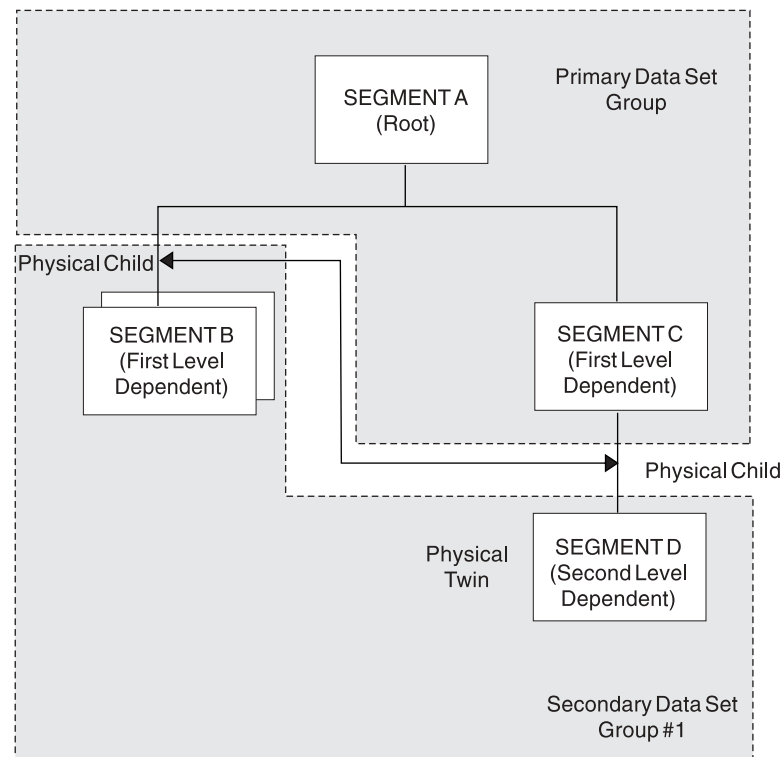 Primary Data Set
Group
SEGMENT A
(Root)
Physical Child
SEGMENT B
(First Level
Dependent)
SEGMENT C
(First Level
Dependent)
Physical Child
Physical
Twin
SEGMENT D
(Second Level
Dependent)
Secondary Data Set
Group #1